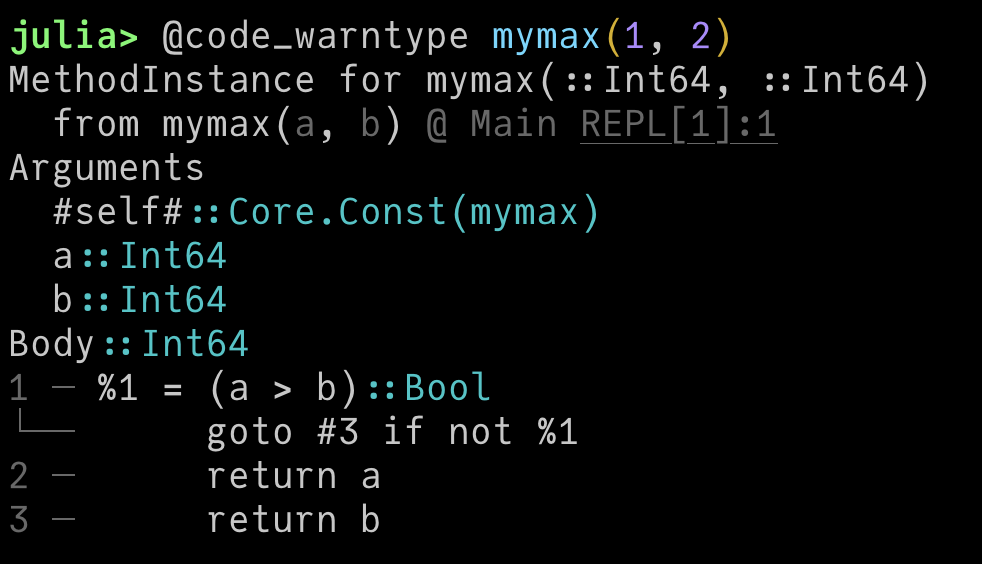 julia> @code_warntype mymax(1, 2)
MethodInstance for mymax(::Int64, ::Int64)
  from mymax(a, b) @ Main REPL[1]:1
Arguments
  #self#::Core.Const(mymax)
  a::Int64
  b::Int64
Body::Int64
1 ─ %1 = (a > b)::Bool
└──      goto #3 if not %1
2 ─      return a
3 ─      return b